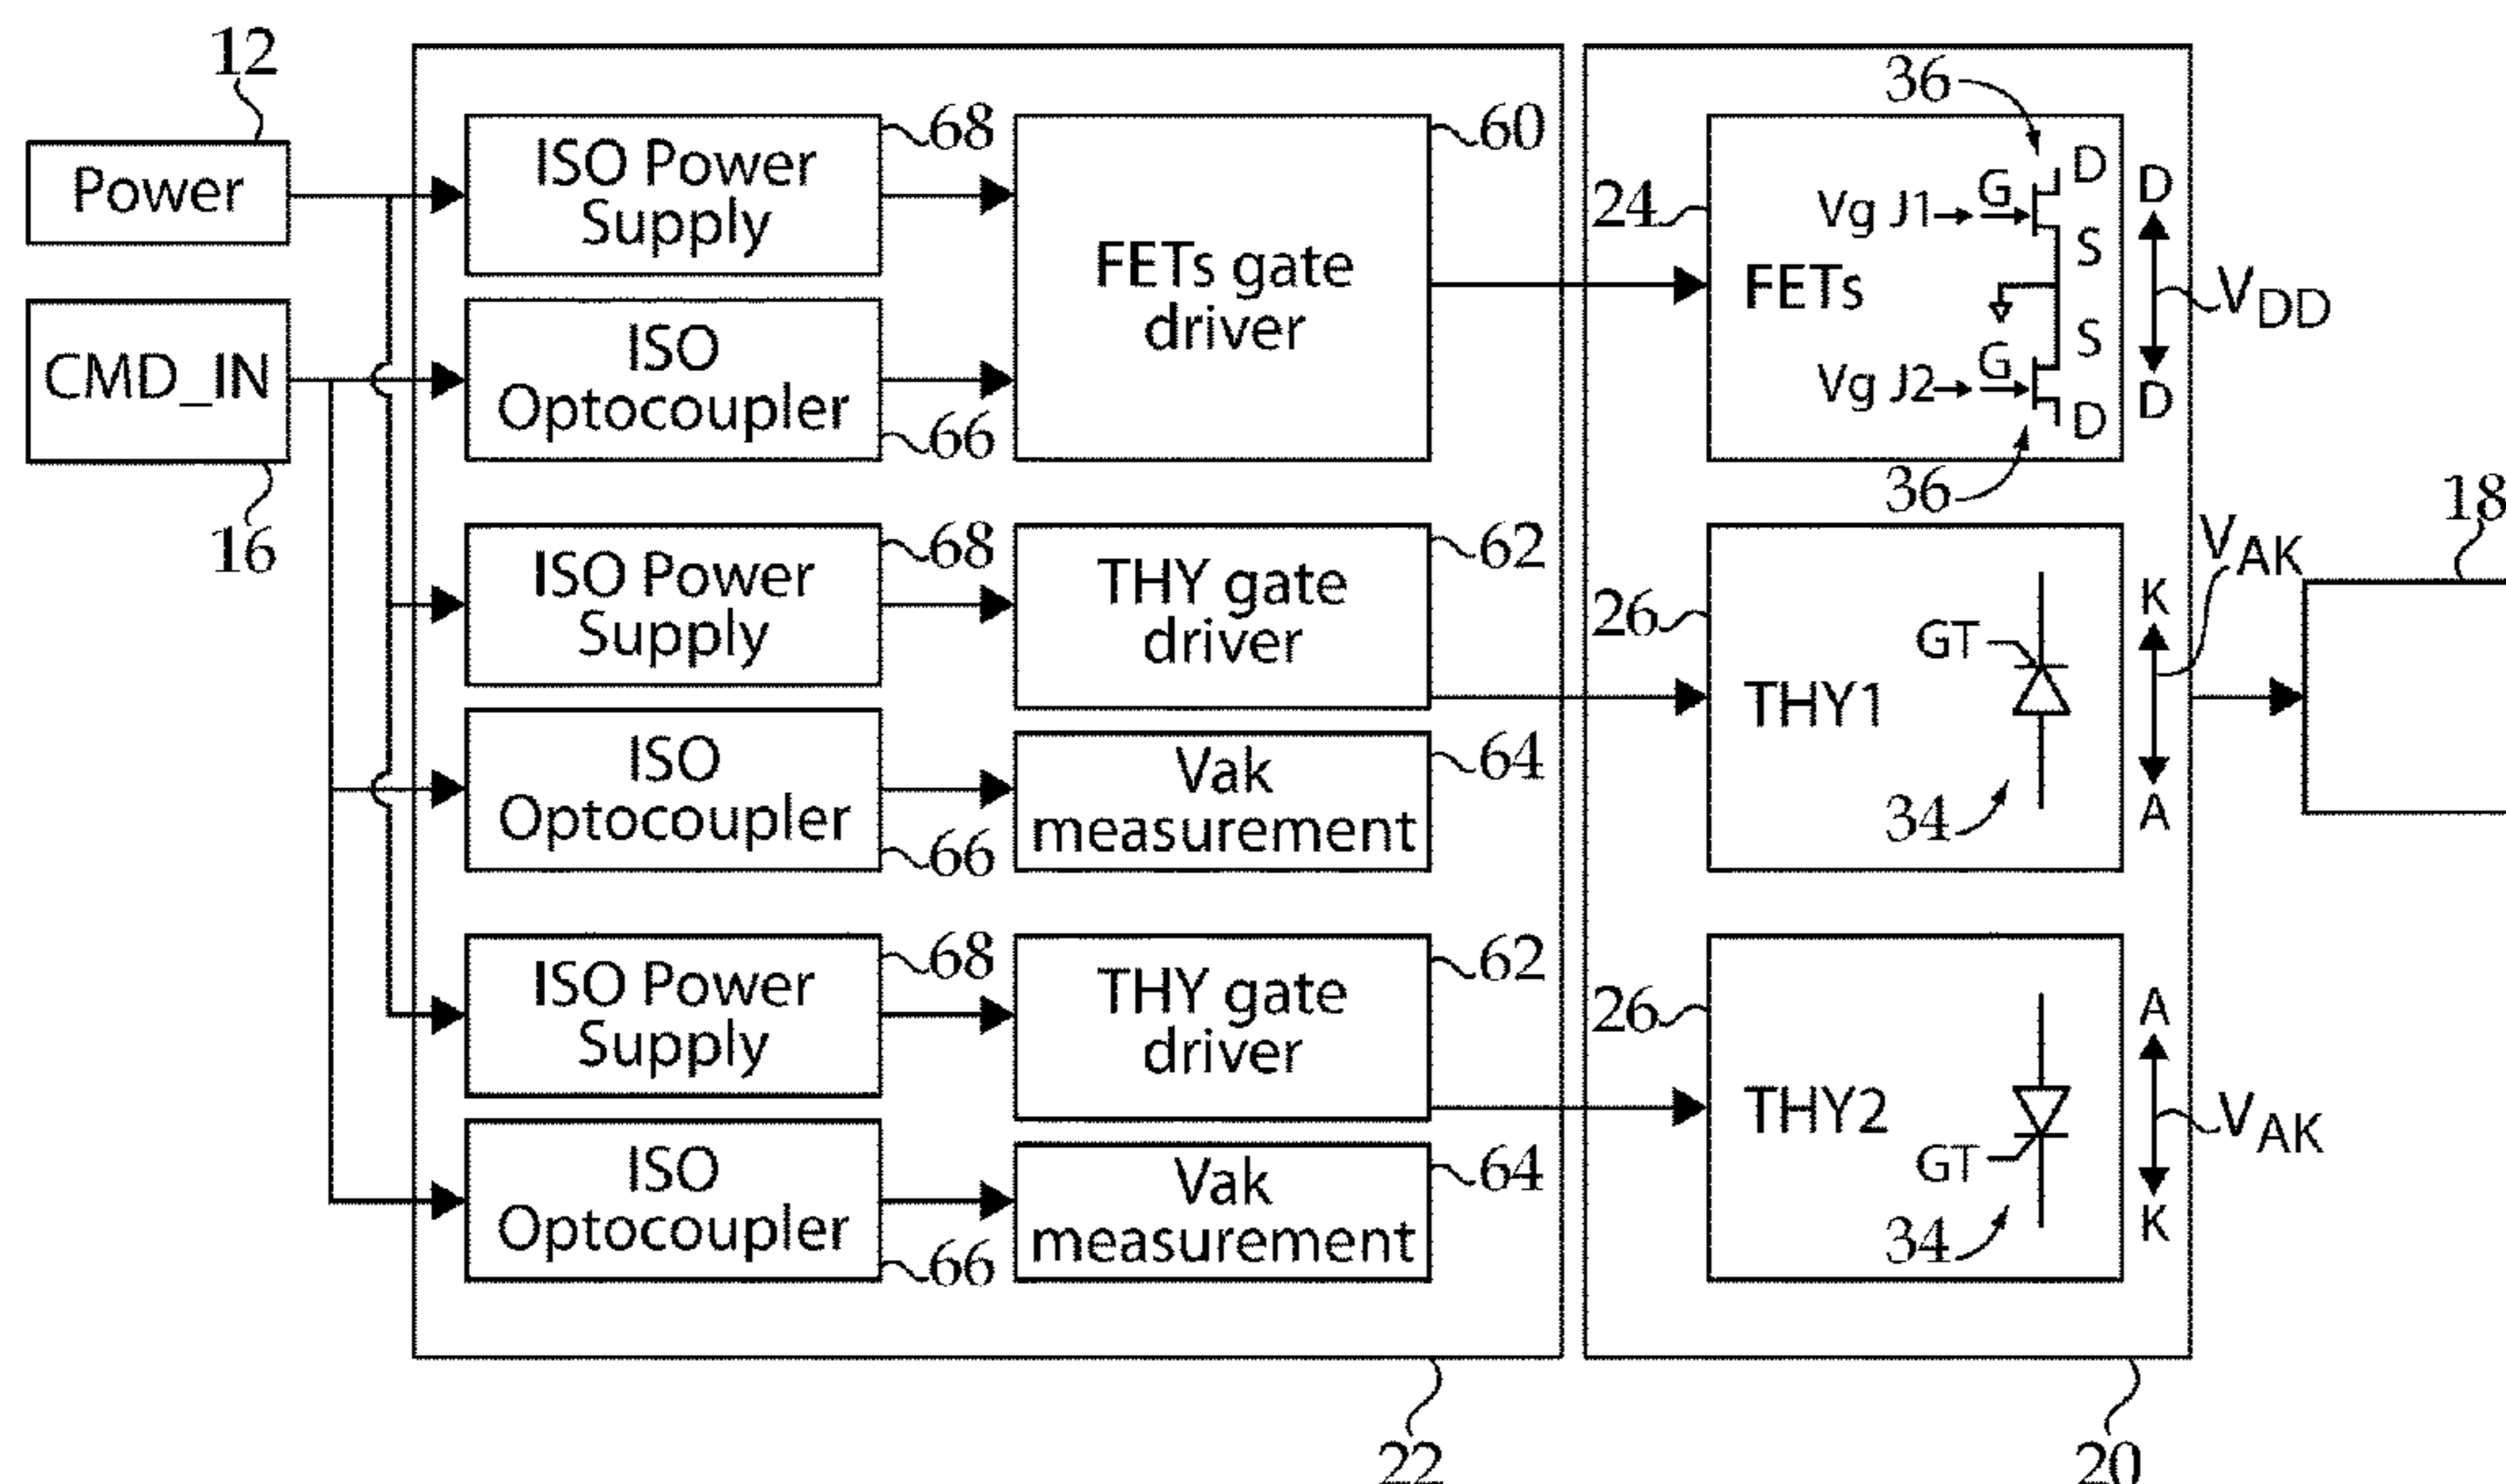 12
Power
CMD_IN
16
ISO Power
Supply
68
ISO
Optocoupler
66
FETs gate
driver
60
ISO Power
Supply
68
THY gate
driver
62
ISO
Optocoupler
66
Vak
measurement
64
ISO Power
Supply
68
THY gate
driver
62
ISO
Optocoupler
66
Vak
measurement
64
22
24
FETs
36
Vg J1
G
D
S
S
Vg J2
G
D
36
D
VDD
D
26
THY1
GT
34
K
VAK
A
26
THY2
GT
34
A
VAK
K
20
18